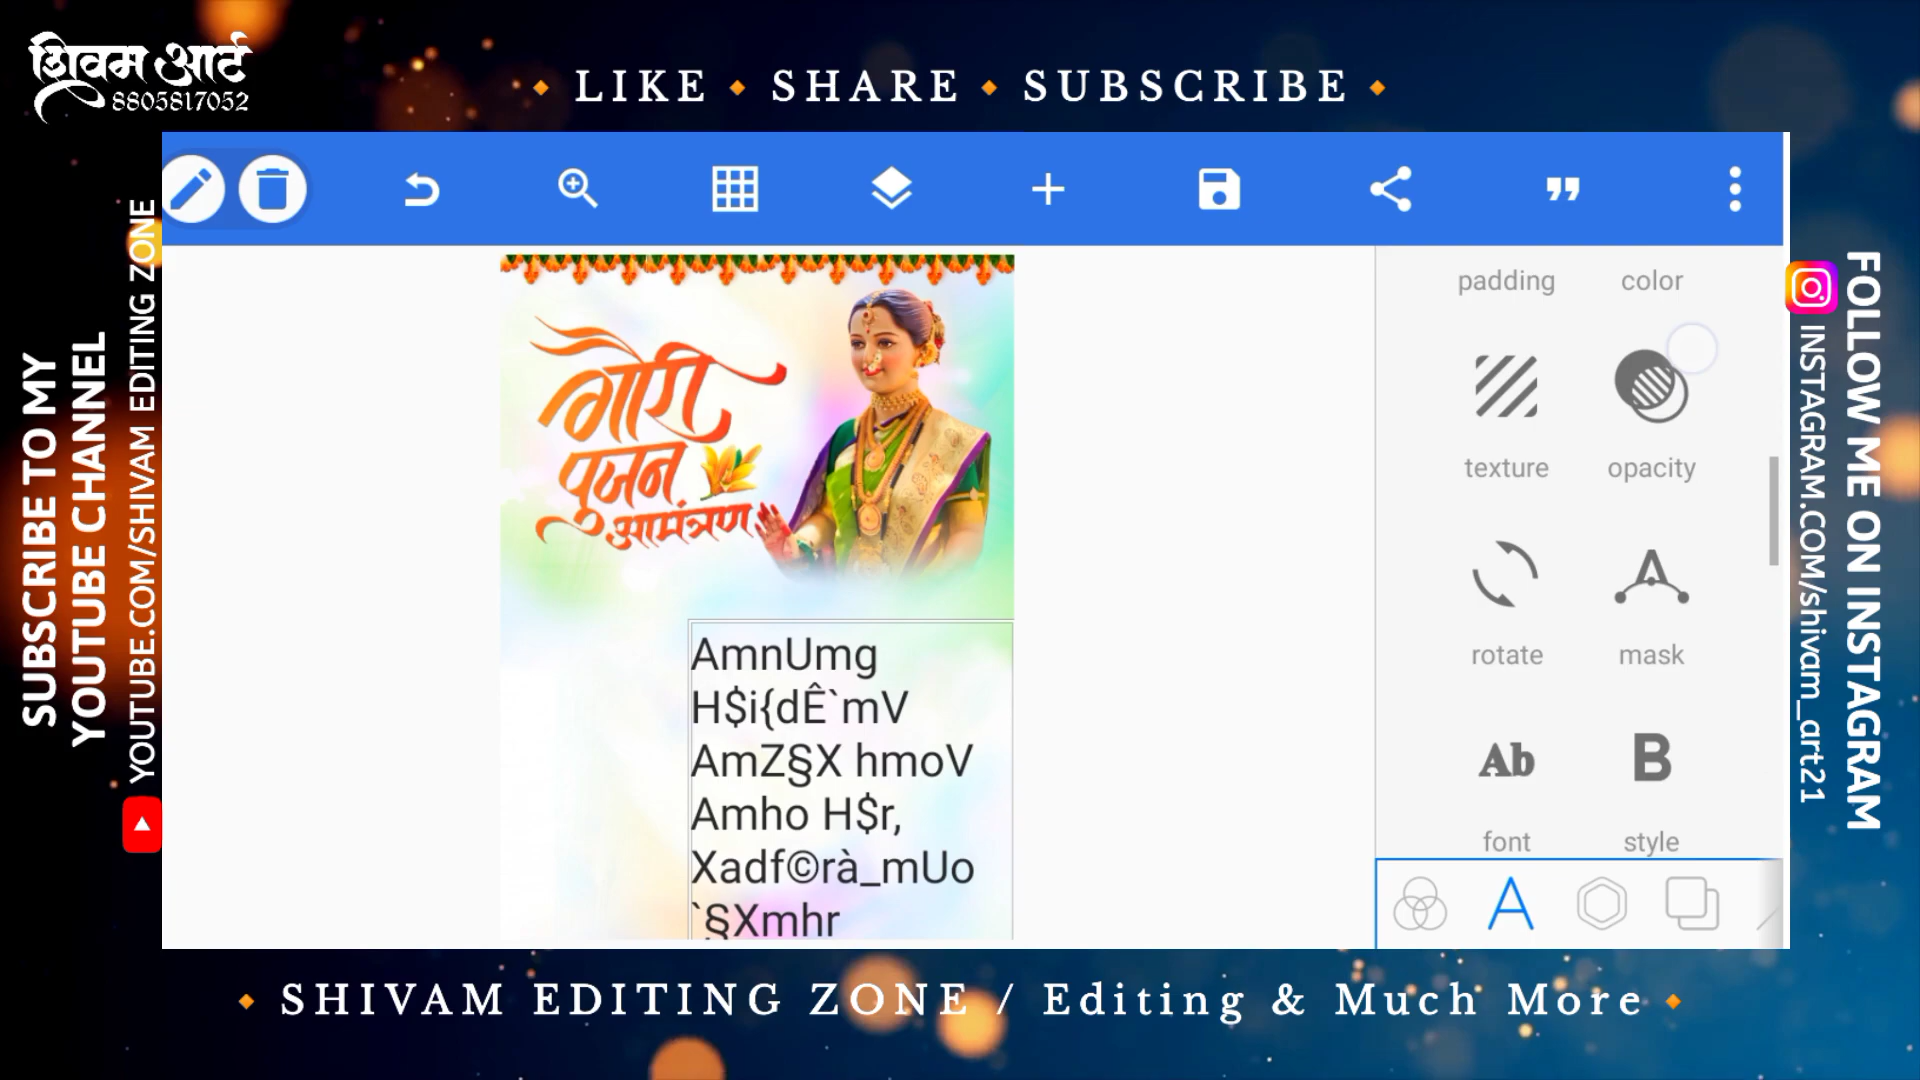 शिवम आर्ट
8805817052
LIKE SHARE SUBSCRIBE
SUBSCRIBE TO MY
YOUTUBE CHANNEL
YOUTUBE.COM/SHIVAM EDITING ZONE
गौरी
पूजन
आमंत्रण
AmnUmg
H$i{dÊ`mV
AmZ§X hmoV
Amho H$r,
Xadf©rà_mUo
`§Xmhr
padding color
texture opacity
rotate mask
Ab B
font style
A
FOLLOW ME ON INSTAGRAM
INSTAGRAM.COM/shivam_art21
SHIVAM EDITING ZONE / Editing & Much More